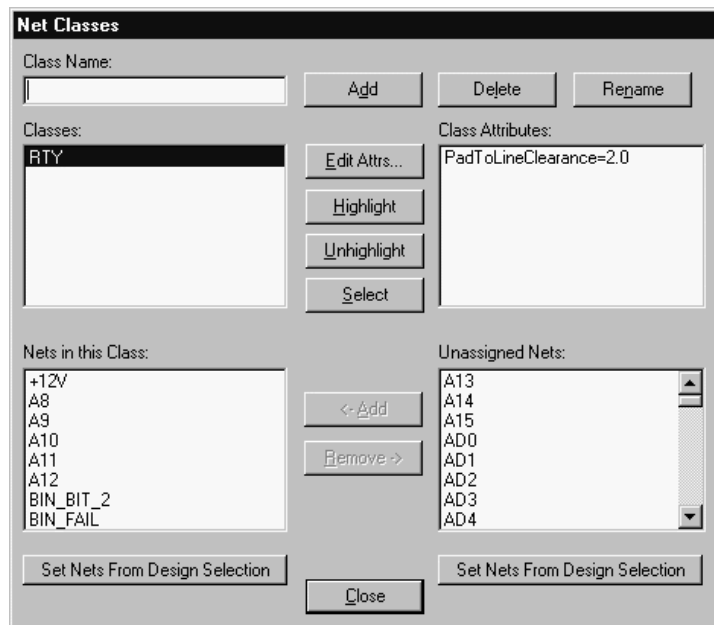 Net Classes
Class Name:
Add
Delete
Rename
Classes:
Class Attributes:
RTY
PadToLineClearance=2.0
Edit Attrs...
Highlight
Unhighlight
Select
Nets in this Class:
Unassigned Nets:
+12V
A8
A9
A10
A11
A12
BIN_BIT_2
BIN_FAIL
<- Add
Remove ->
A13
A14
A15
AD0
AD1
AD2
AD3
AD4
Set Nets From Design Selection
Set Nets From Design Selection
Close